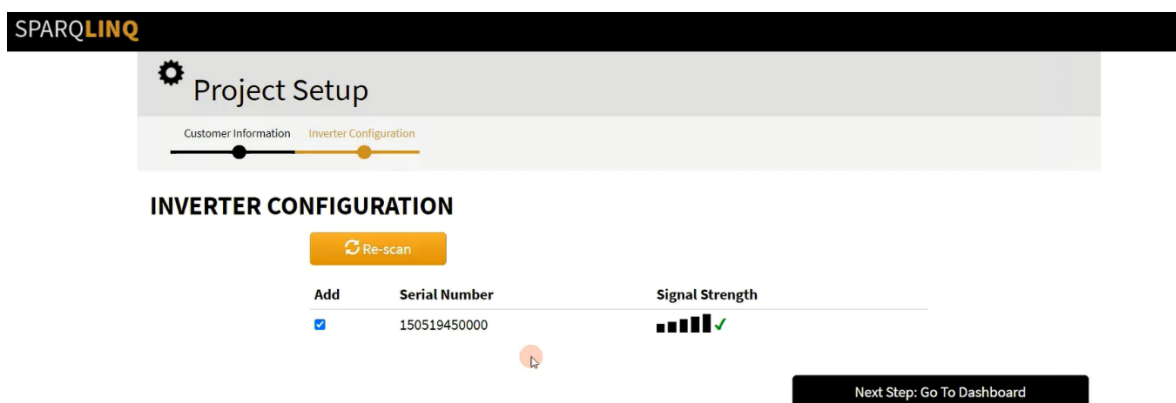 SPARQLINQ
Project Setup
Customer Information Inverter Configuration
INVERTER CONFIGURATION
Re-scan
Add Serial Number Signal Strength
150519450000
Next Step: Go To Dashboard